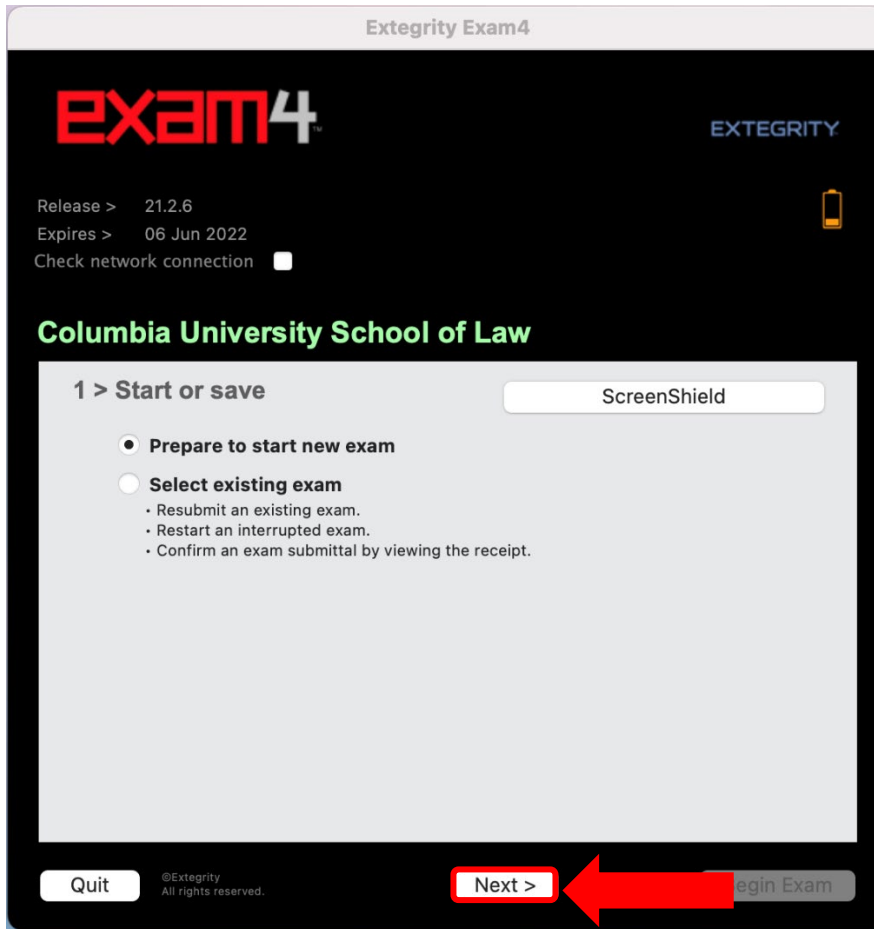 Extegrity Exam4
exam4™
EXTEGRITY
Release > 21.2.6
Expires > 06 Jun 2022
Check network connection
Columbia University School of Law
1 > Start or save
ScreenShield
Prepare to start new exam
Select existing exam
• Resubmit an existing exam.
• Restart an interrupted exam.
• Confirm an exam submittal by viewing the receipt.
Quit
©Extegrity
All rights reserved.
Next >
egin Exam